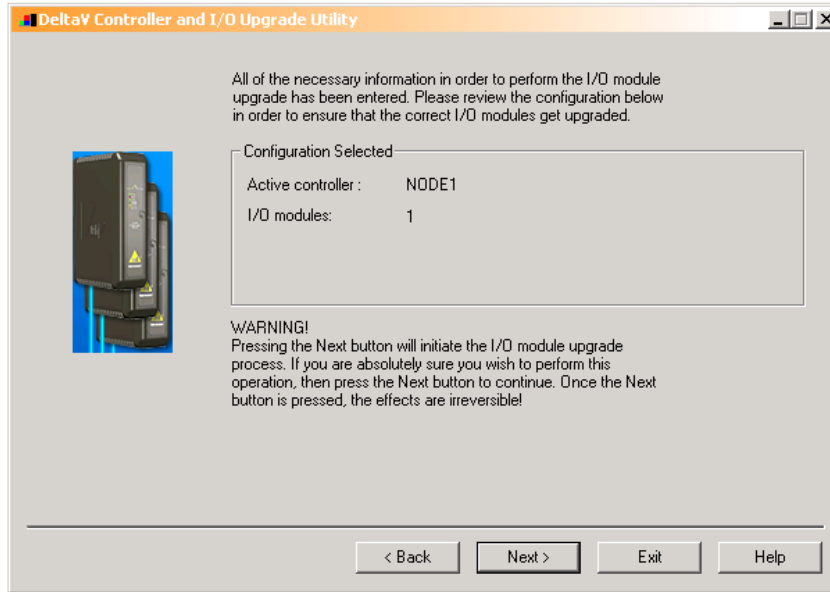 DeltaV Controller and I/O Upgrade Utility
All of the necessary information in order to perform the I/O module
upgrade has been entered. Please review the configuration below
in order to ensure that the correct I/O modules get upgraded.
Configuration Selected
Active controller : NODE1
I/O modules: 1
WARNING!
Pressing the Next button will initiate the I/O module upgrade
process. If you are absolutely sure you wish to perform this
operation, then press the Next button to continue. Once the Next
button is pressed, the effects are irreversible!
< Back Next > Exit Help